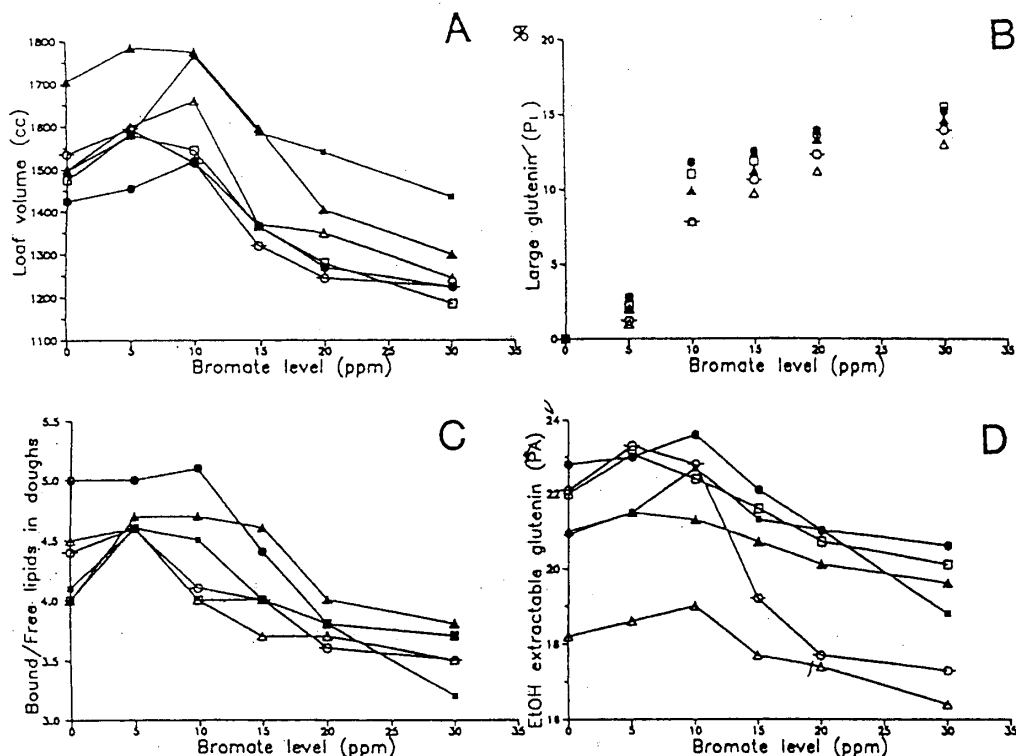 A
Loaf volume (cc)
1800
1700
1600
1500
1400
1300
1200
1100
0 5 10 15 20 25 30 35
Bromate level (ppm)
B
%
Large glutenin (PI
20
15
10
5
0
0 5 10 15 20 25 30 35
Bromate level (ppm)
C
Bound/Free lipids in doughs
5.5
5.0
4.5
4.0
3.5
3.0
0 5 10 15 20 25 30 35
Bromate level (ppm)
D
EtOH extractable glutenin (PA)
24
22
20
18
16
0 5 10 15 20 25 30 35
Bromate level (ppm)